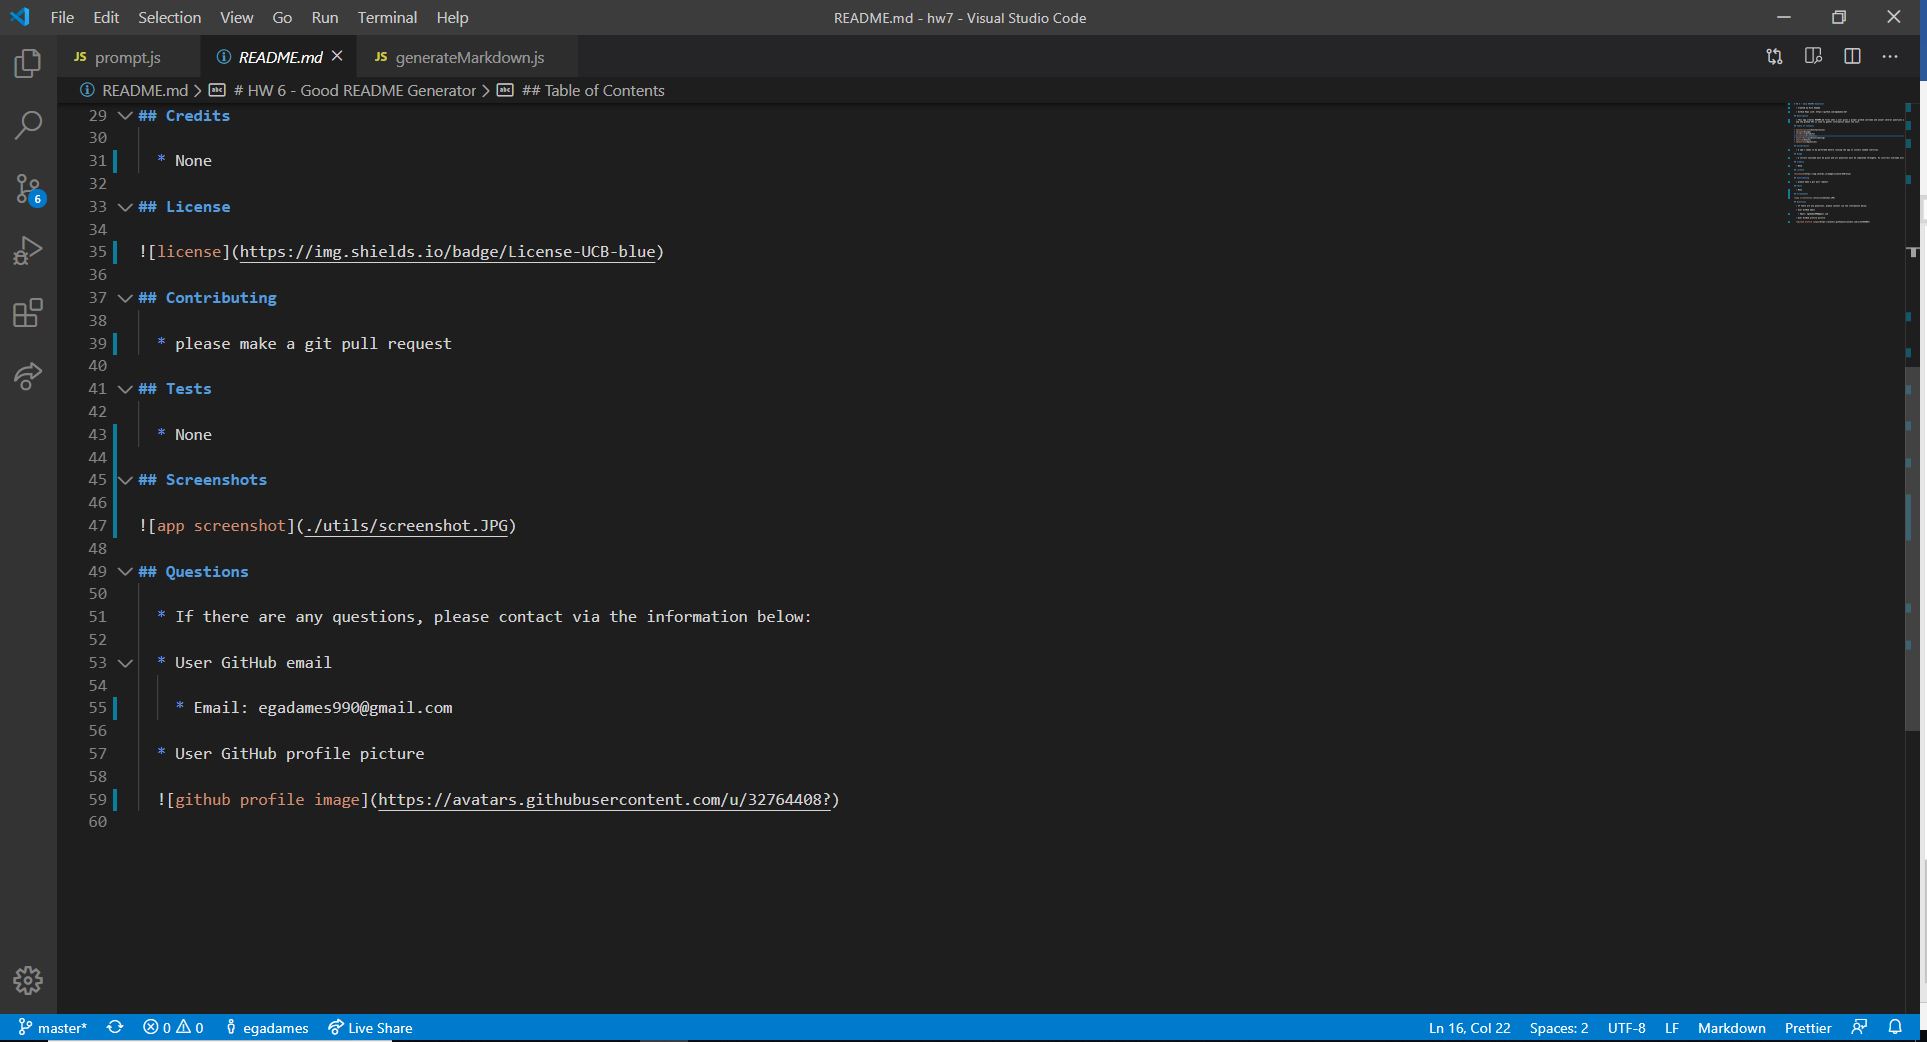 File Edit Selection View Go Run Terminal Help
README.md - hw7 - Visual Studio Code
JS prompt.js
README.md
JS generateMarkdown.js
README.md > # HW 6 - Good README Generator > ## Table of Contents
29 ## Credits
30
31 * None
32
33 ## License
34
35 ![license](https://img.shields.io/badge/License-UCB-blue)
36
37 ## Contributing
38
39 * please make a git pull request
40
41 ## Tests
42
43 * None
44
45 ## Screenshots
46
47 ![app screenshot](./utils/screenshot.JPG)
48
49 ## Questions
50
51 * If there are any questions, please contact via the information below:
52
53 * User GitHub email
54
55 * Email: egadames990@gmail.com
56
57 * User GitHub profile picture
58
59 ![github profile image](https://avatars.githubusercontent.com/u/32764408?)
60
6
master* 0 0 egadames Live Share
Ln 16, Col 22 Spaces: 2 UTF-8 LF Markdown Prettier